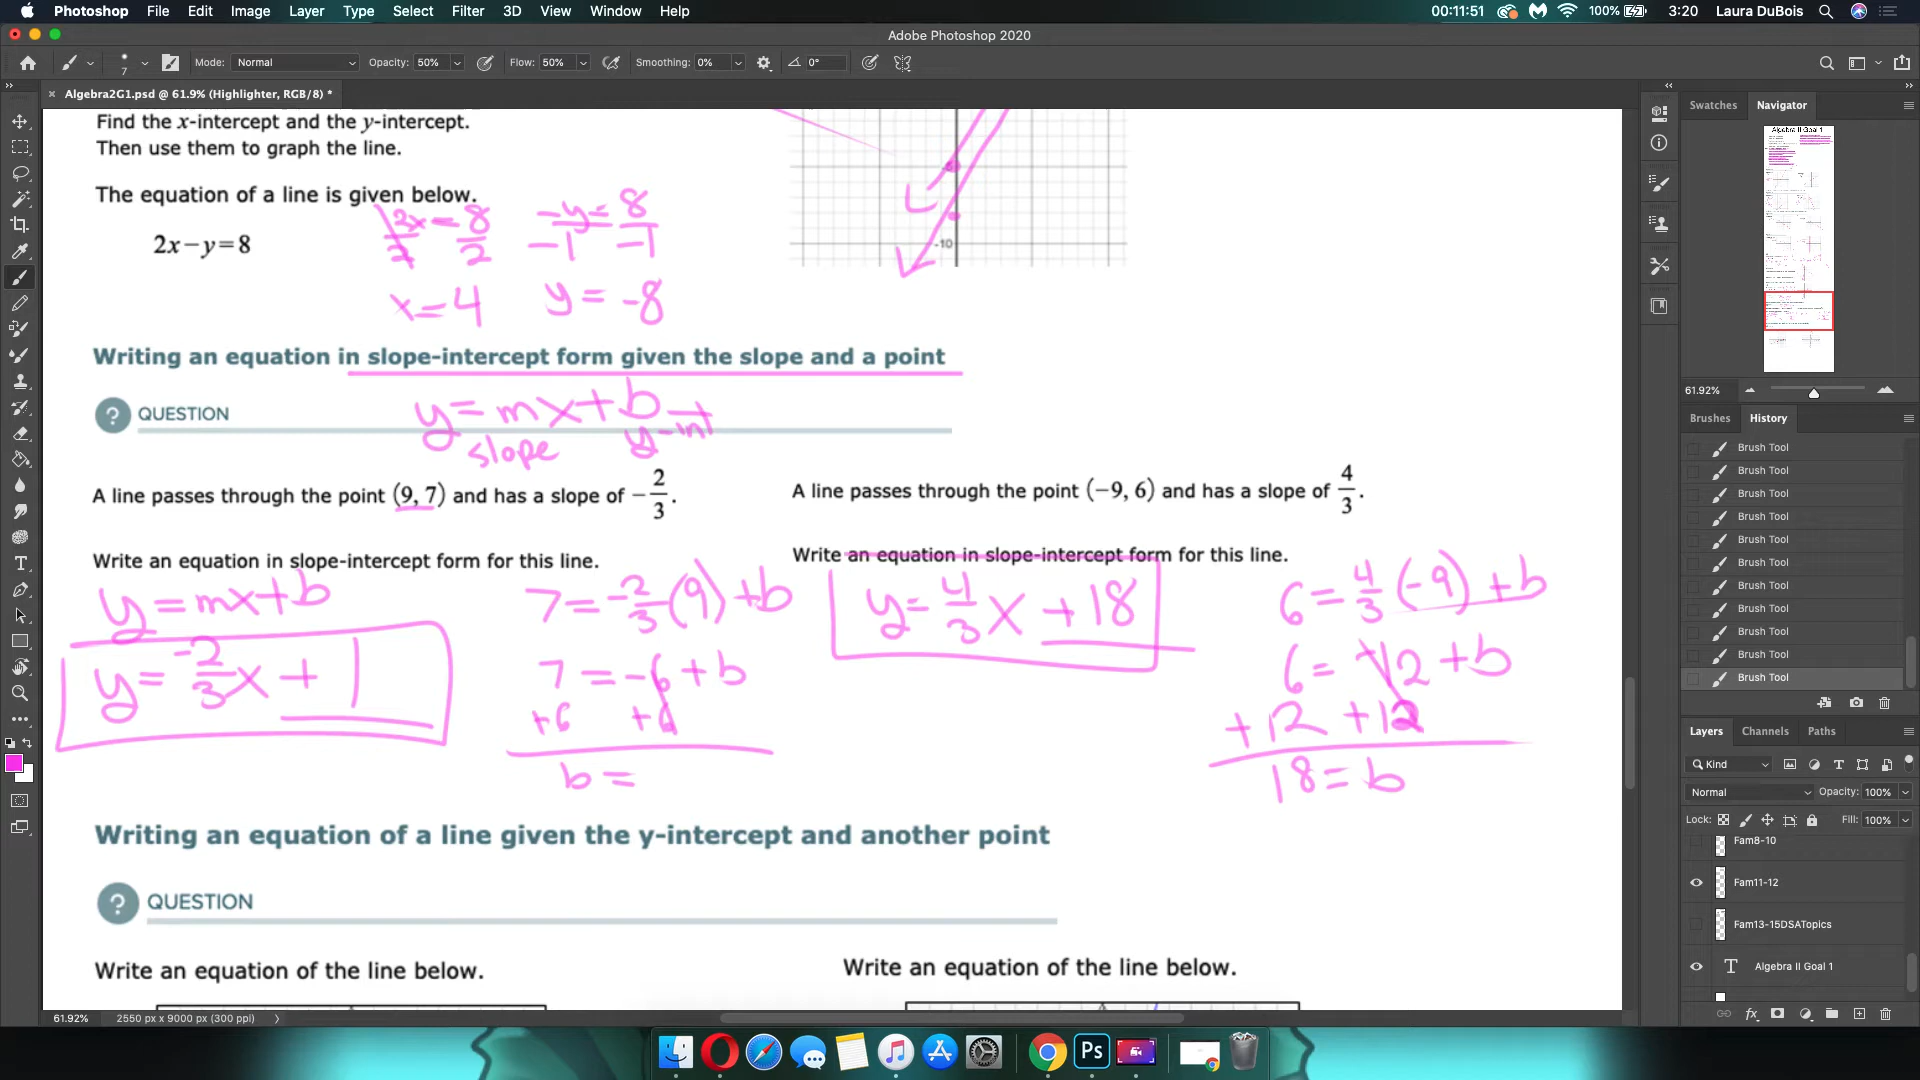 Photoshop File Edit Image Layer Type Select Filter 3D View Window Help 00:11:51 100% 3:20 Laura DuBois
Adobe Photoshop 2020
7 Mode: Normal Opacity: 50% Flow: 50% Smoothing: 0% 0°
Algebra2G1.psd @ 61.9% (Highlighter, RGB/8) *
Find the x-intercept and the y-intercept.
Then use them to graph the line.
The equation of a line is given below.
2x−y=8
2x = 8
2 2
x = 4
−y = 8
−1 −1
y = −8
-10
Writing an equation in slope-intercept form given the slope and a point
? QUESTION
y = mx + b
slope y-int
A line passes through the point (9, 7) and has a slope of −2/3.
Write an equation in slope-intercept form for this line.
y = mx + b
y = -2/3 x + 1
7 = -2/3 (9) + b
7 = -6 + b
+6 +6
b =
A line passes through the point (−9, 6) and has a slope of 4/3.
Write an equation in slope-intercept form for this line.
y = 4/3 x + 18
6 = 4/3 (-9) + b
6 = -12 + b
+12 +12
18 = b
Writing an equation of a line given the y-intercept and another point
? QUESTION
Write an equation of the line below.
Write an equation of the line below.
61.92% 2550 px x 9000 px (300 ppi)
Swatches Navigator
Algebra II Goal 1
61.92%
Brushes History
Brush Tool
Brush Tool
Brush Tool
Brush Tool
Brush Tool
Brush Tool
Brush Tool
Brush Tool
Brush Tool
Brush Tool
Brush Tool
Layers Channels Paths
Kind
Normal Opacity: 100%
Lock: Fill: 100%
Fam8-10
Fam11-12
Fam13-15DSATopics
Algebra II Goal 1
fx
Ps